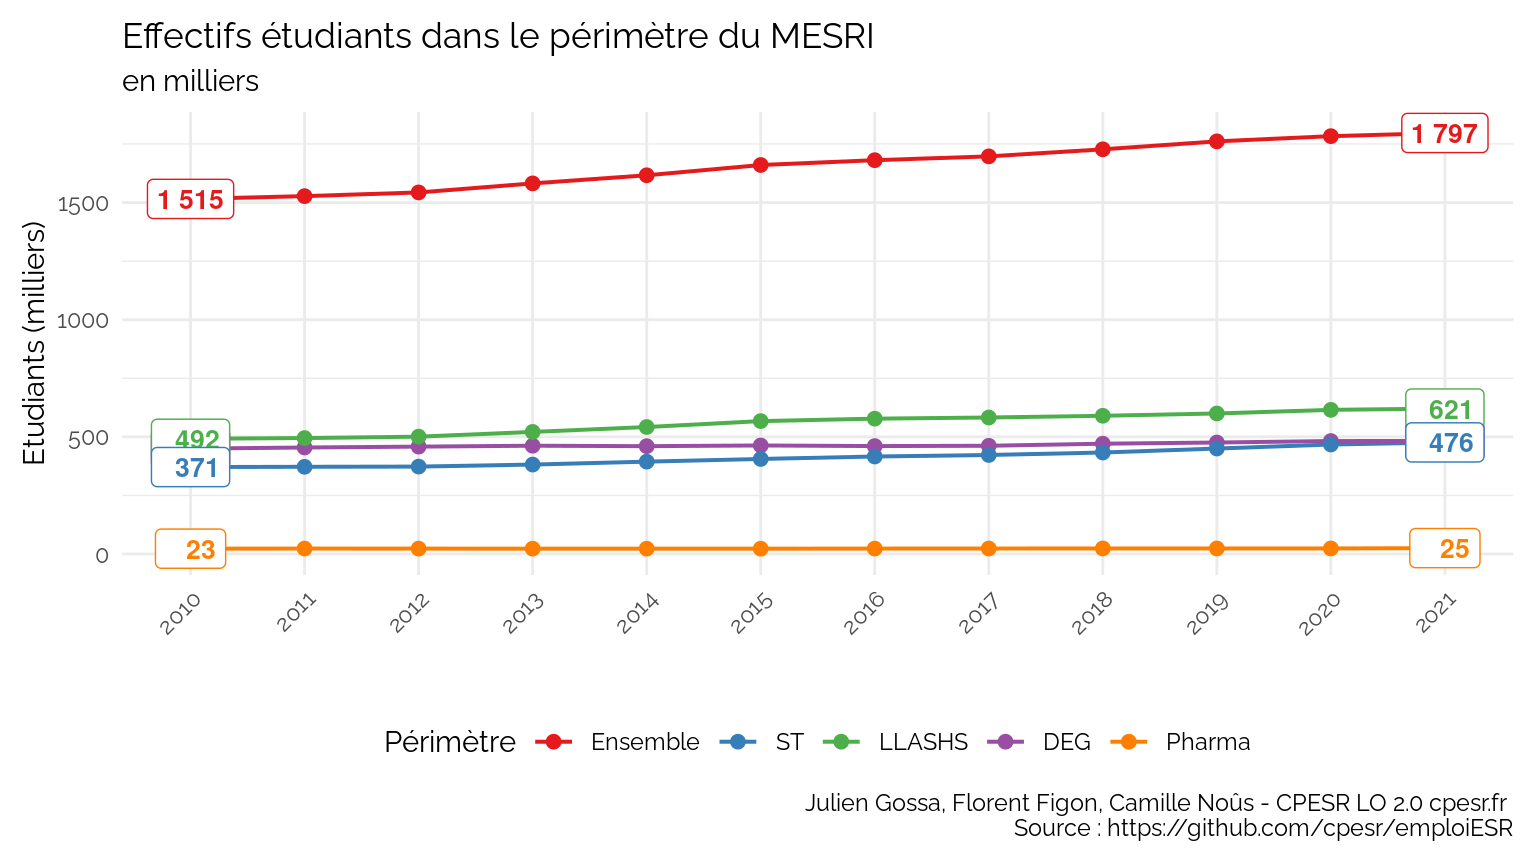 Effectifs étudiants dans le périmètre du MESRI
en milliers
Etudiants (milliers)
1500
1000
500
0
1 515
1 797
492
371
621
476
23
25
2010 2011 2012 2013 2014 2015 2016 2017 2018 2019 2020 2021
Périmètre Ensemble ST LLASHS DEG Pharma
Julien Gossa, Florent Figon, Camille Noûs - CPESR LO 2.0 cpesr.fr
Source : https://github.com/cpesr/emploiESR